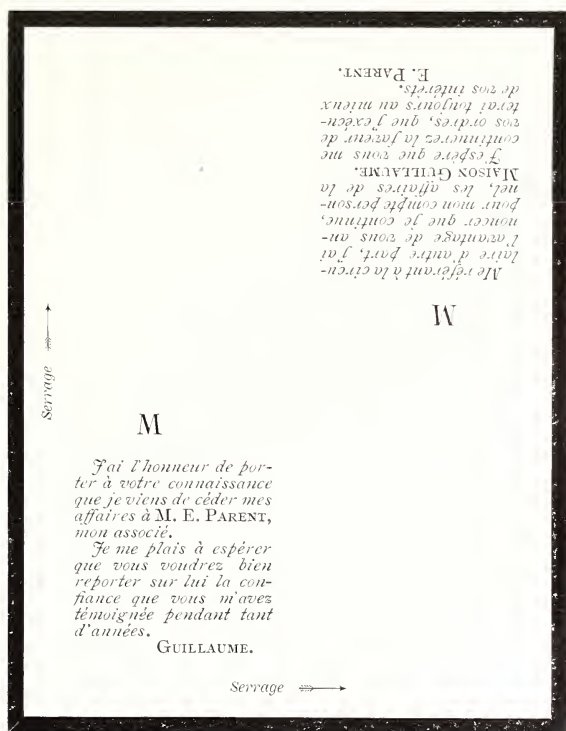 Me référant à la circu-
laire d'autre part, j'ai
l'avantage de vous an-
noncer que je continue,
pour mon compte person-
nel, les affaires de la
MAISON GUILLAUME.
J'espère que vous me
continuerez la faveur de
vos ordres, que j'exécu-
terai toujours au mieux
de vos intérêts.
E. PARENT.
M
Serrage
M
J'ai l'honneur de por-
ter à votre connaissance
que je viens de céder mes
affaires à M. E. PARENT,
mon associé.
Je me plais à espérer
que vous voudrez bien
reporter sur lui la con-
fiance que vous m'avez
témoignée pendant tant
d'années.
GUILLAUME.
Serrage